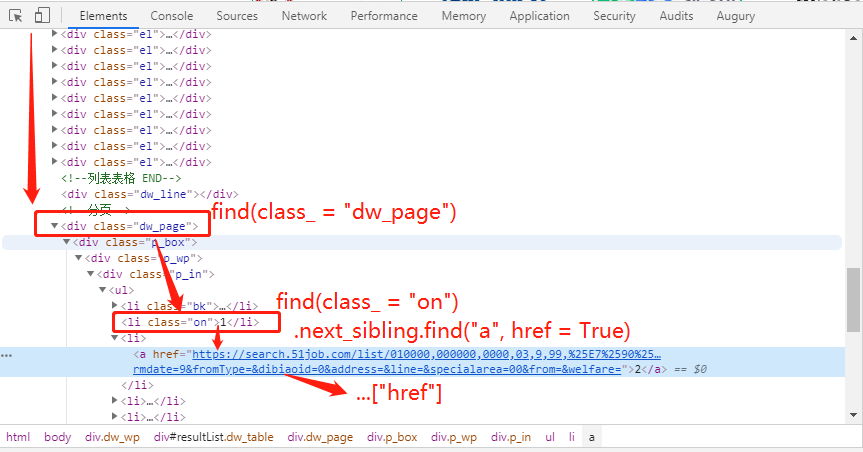 Elements Console Sources Network Performance Memory Application Security Audits Augury
<div class="el">…</div>
<div class="el">…</div>
<div class="el">…</div>
<div class="el">…</div>
<div class="el">…</div>
<div class="el">…</div>
<div class="el">…</div>
<div class="el">…</div>
<div class="el">…</div>
<!--列表表格 END-->
<div class="dw_line"></div>
<!--分页-->
find(class_ = "dw_page")
<div class="dw_page">
<div class="p_box">
<div class="p_wp">
<div class="p_in">
<ul>
<li class="bk">…</li>
find(class_ = "on")
<li class="on">1</li>
.next_sibling.find("a", href = True)
<li>
<a href="https://search.51job.com/list/010000,000000,0000,03,9,99,%25E7%2590%25…
rmdate=9&fromType=&dibiaoid=0&address=&line=&specialarea=00&from=&welfare=">2</a> == $0
</li>
...["href"]
<li>…</li>
<li>…</li>
html body div.dw_wp div#resultList.dw_table div.dw_page div.p_box div.p_wp div.p_in ul li a